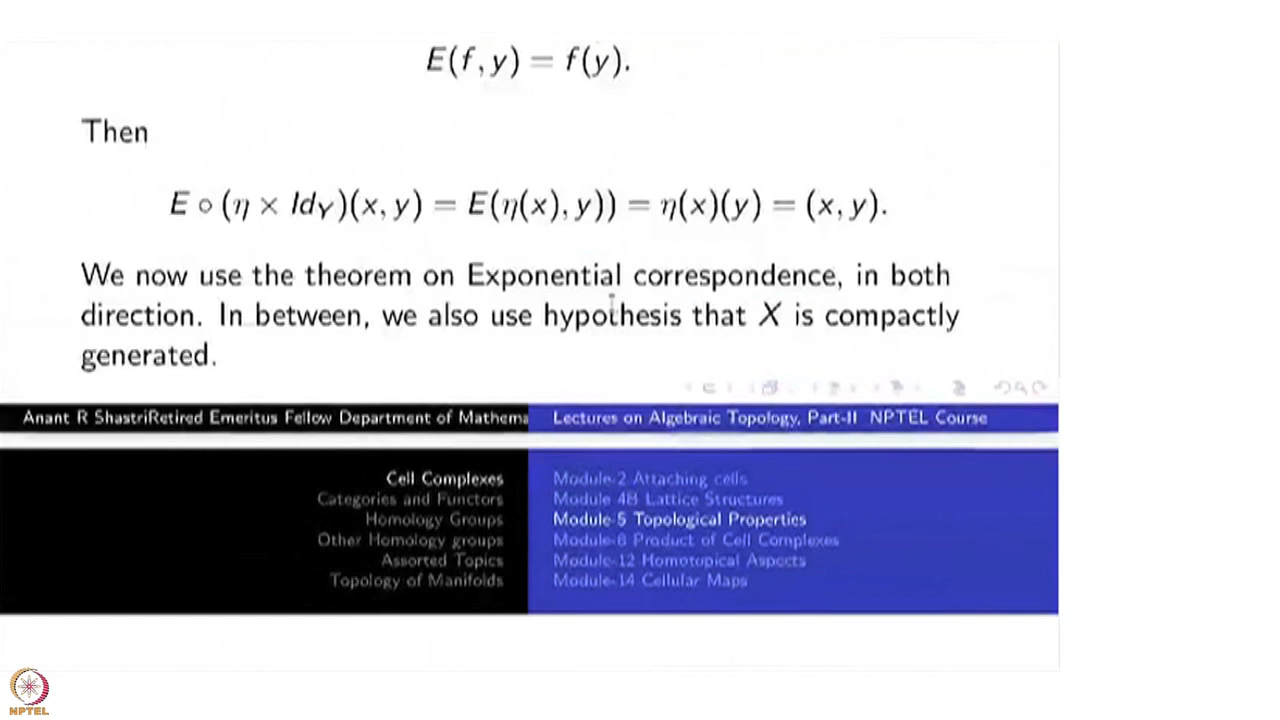 E(f, y) = f(y).
Then
E ∘ (η × Id_Y)(x, y) = E(η(x), y)) = η(x)(y) = (x, y).
We now use the theorem on Exponential correspondence, in both
direction. In between, we also use hypothesis that X is compactly
generated.
Anant R ShastriRetired Emeritus Fellow Department of Mathema Lectures on Algebraic Topology, Part-II NPTEL Course
Cell Complexes Module-2 Attaching cells
Categories and Functors Module 4B Lattice Structures
Homology Groups Module-5 Topological Properties
Other Homology groups Module-6 Product of Cell Complexes
Assorted Topics Module-12 Homotopical Aspects
Topology of Manifolds Module-14 Cellular Maps
NPTEL